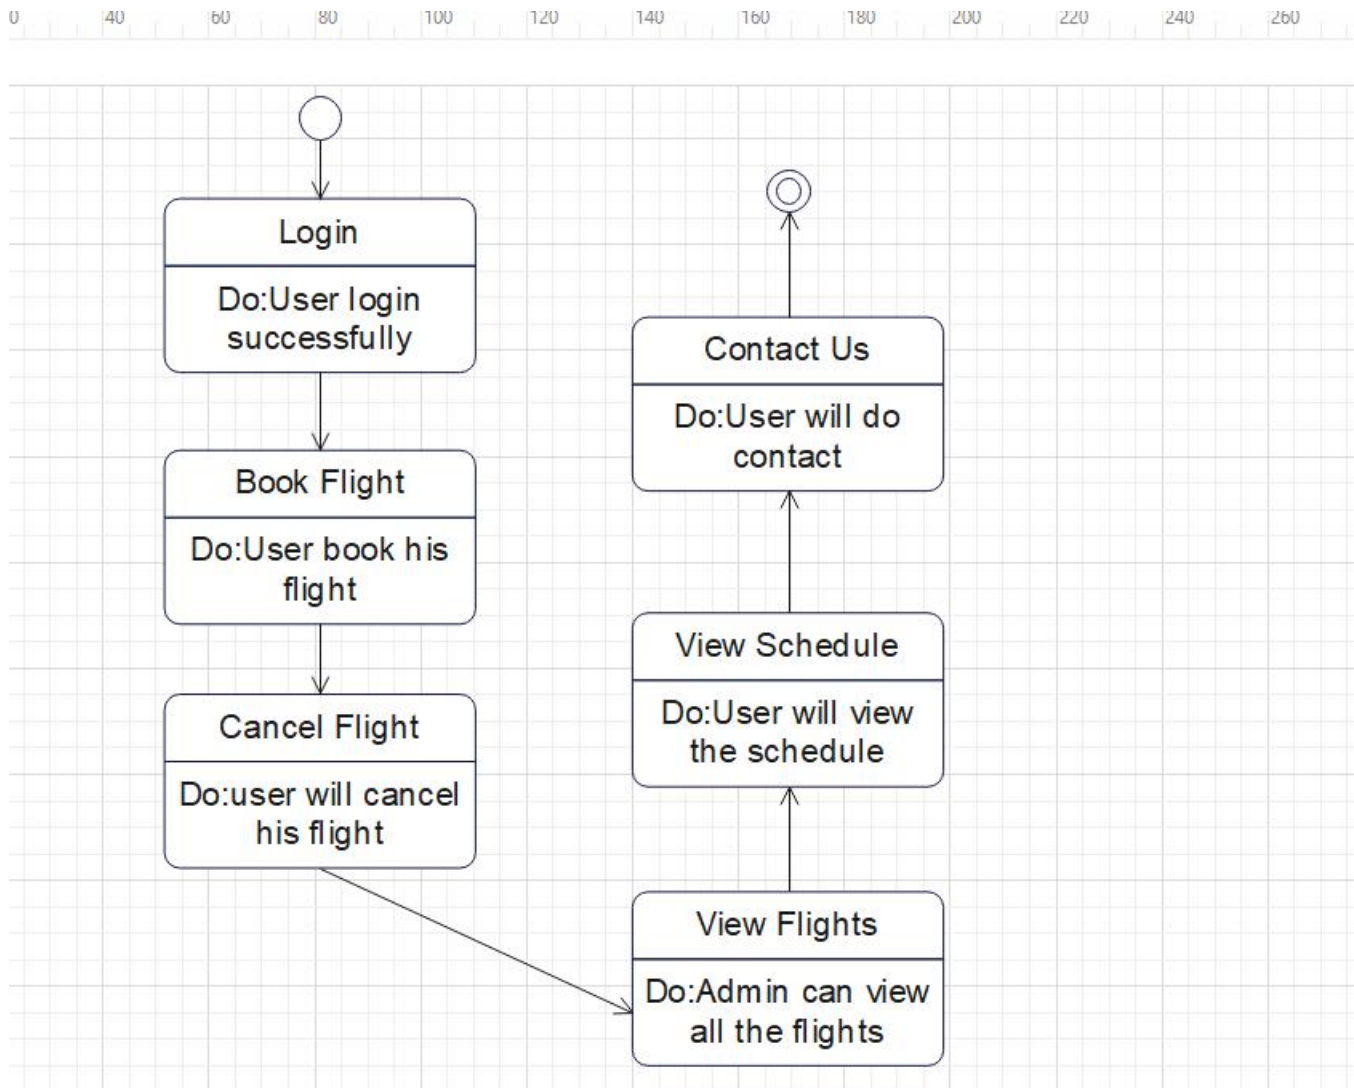 0 40 60 80 100 120 140 160 180 200 220 240 260
Login
Do:User login
successfully
Book Flight
Do:User book his
flight
Cancel Flight
Do:user will cancel
his flight
Contact Us
Do:User will do
contact
View Schedule
Do:User will view
the schedule
View Flights
Do:Admin can view
all the flights